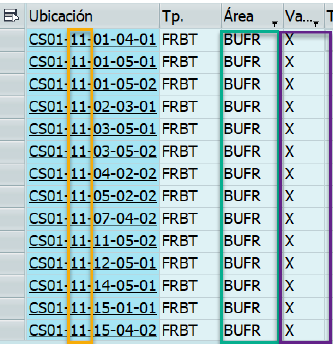 Ubicación Tp. Área Va... T
CS01-11-01-04-01 FRBT BUFR X
CS01-11-01-05-01 FRBT BUFR X
CS01-11-01-05-02 FRBT BUFR X
CS01-11-02-03-01 FRBT BUFR X
CS01-11-03-05-01 FRBT BUFR X
CS01-11-03-05-02 FRBT BUFR X
CS01-11-04-02-02 FRBT BUFR X
CS01-11-05-02-02 FRBT BUFR X
CS01-11-07-04-02 FRBT BUFR X
CS01-11-11-05-02 FRBT BUFR X
CS01-11-12-05-01 FRBT BUFR X
CS01-11-14-05-01 FRBT BUFR X
CS01-11-15-01-01 FRBT BUFR X
CS01-11-15-04-02 FRBT BUFR X